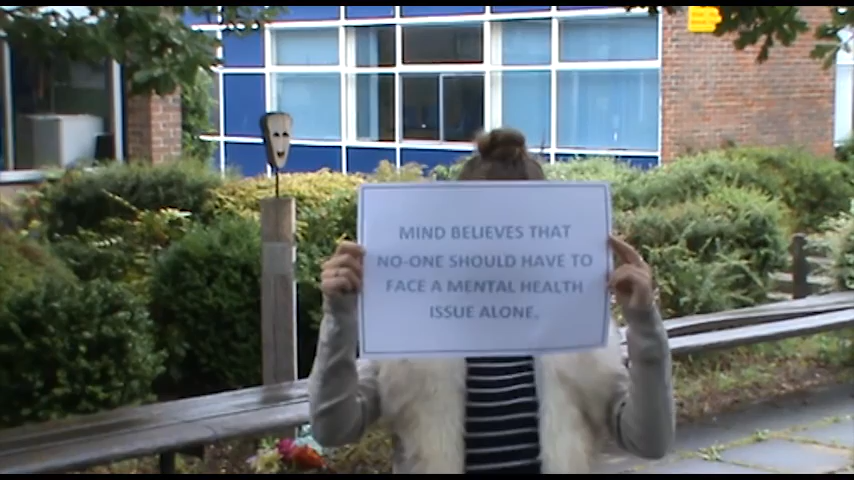 MIND BELIEVES THAT
NO-ONE SHOULD HAVE TO
FACE A MENTAL HEALTH
ISSUE ALONE.